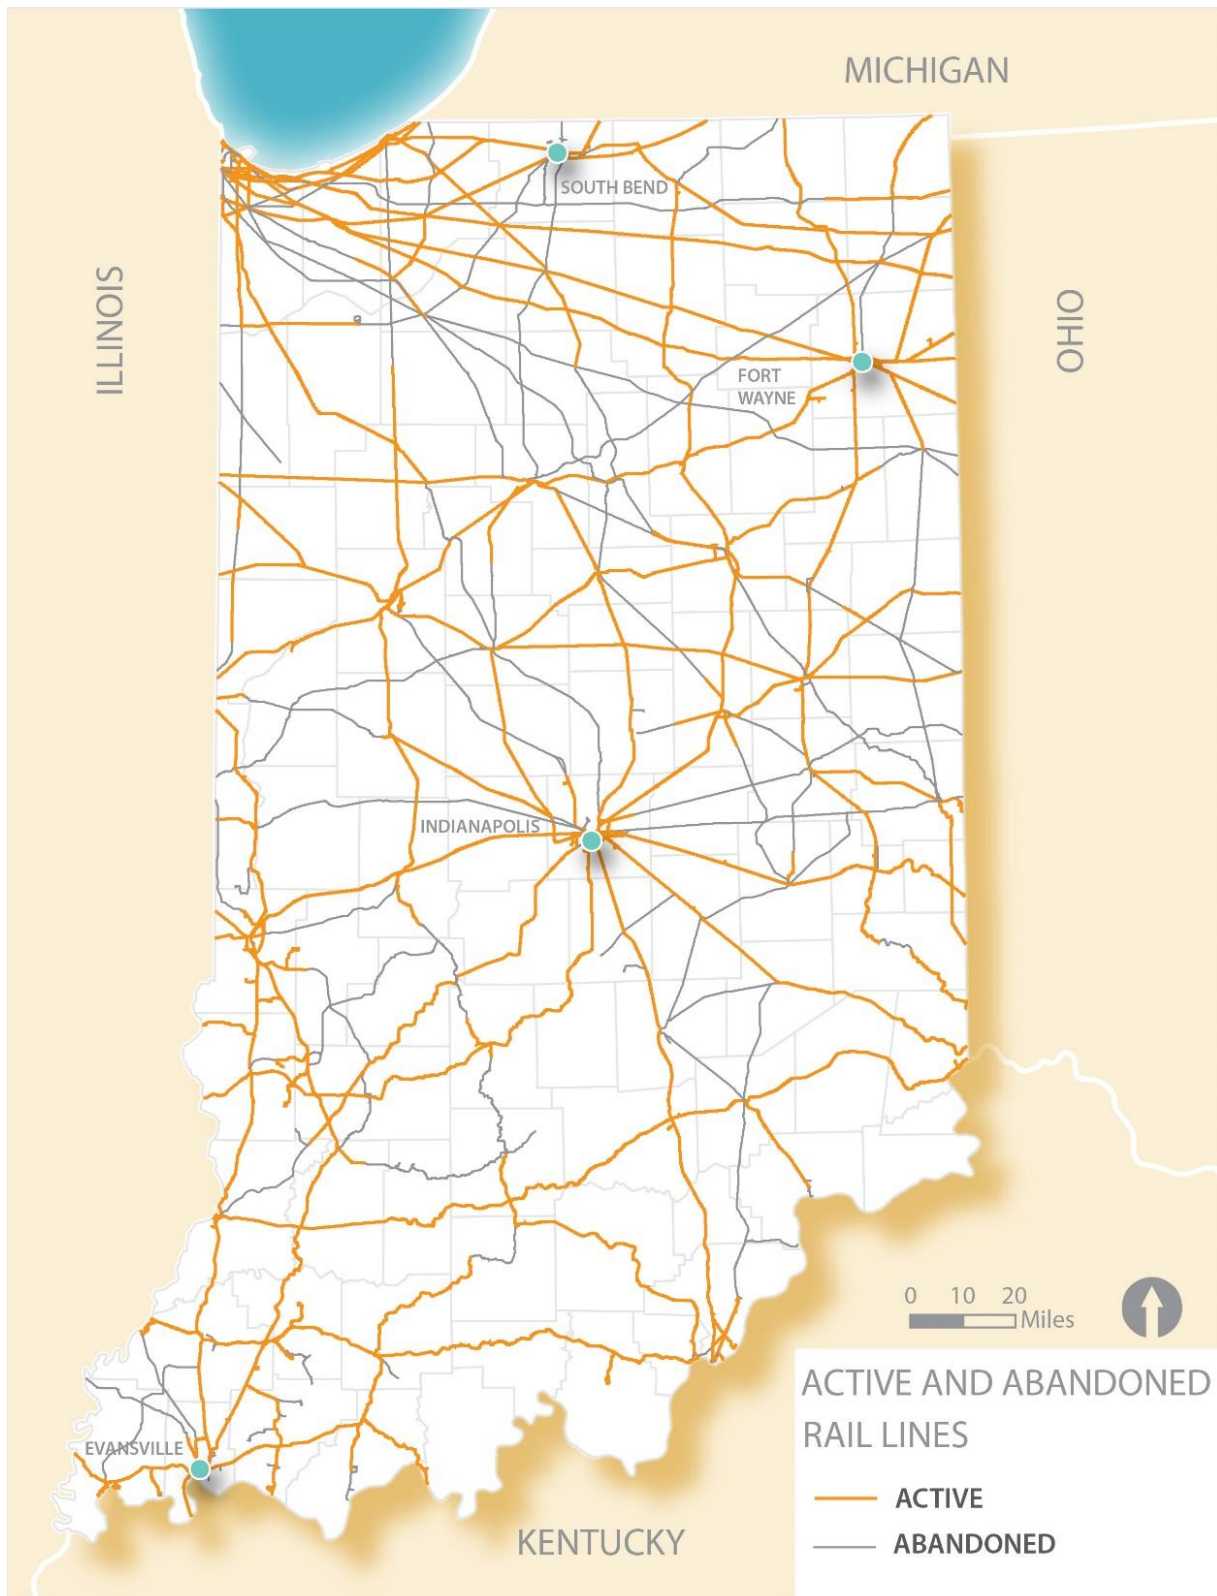 MICHIGAN
SOUTH BEND
ILLINOIS
OHIO
FORT
WAYNE
INDIANAPOLIS
0 10 20
Miles
ACTIVE AND ABANDONED
RAIL LINES
EVANSVILLE
ACTIVE
KENTUCKY
ABANDONED